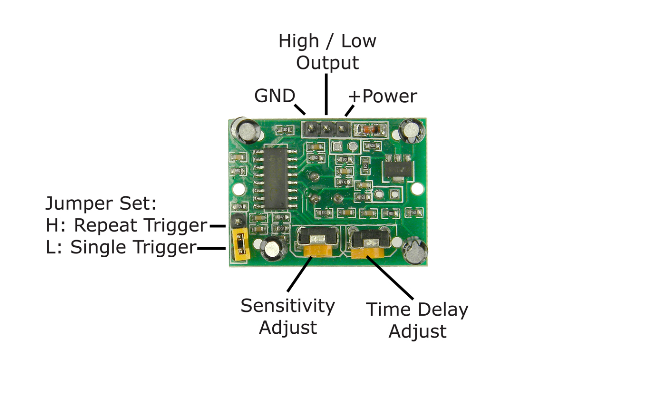 High / Low
Output
GND
+Power
Jumper Set:
H: Repeat Trigger
L: Single Trigger
Sensitivity
Adjust
Time Delay
Adjust